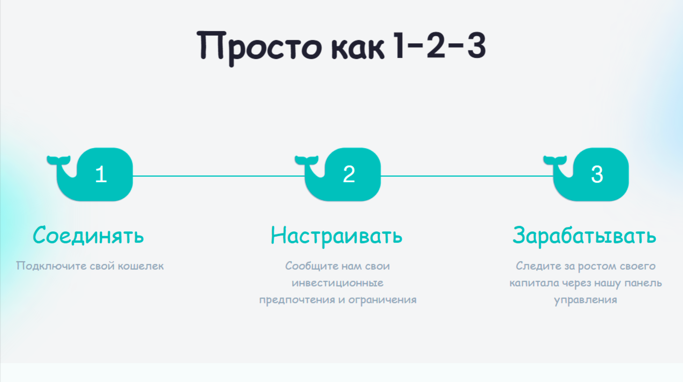 Просто как 1-2-3
1
2
3
Соединять
Подключите свой кошелек
Настраивать
Сообщите нам свои
инвестиционные
предпочтения и ограничения
Зарабатывать
Следите за ростом своего
капитала через нашу панель
управления